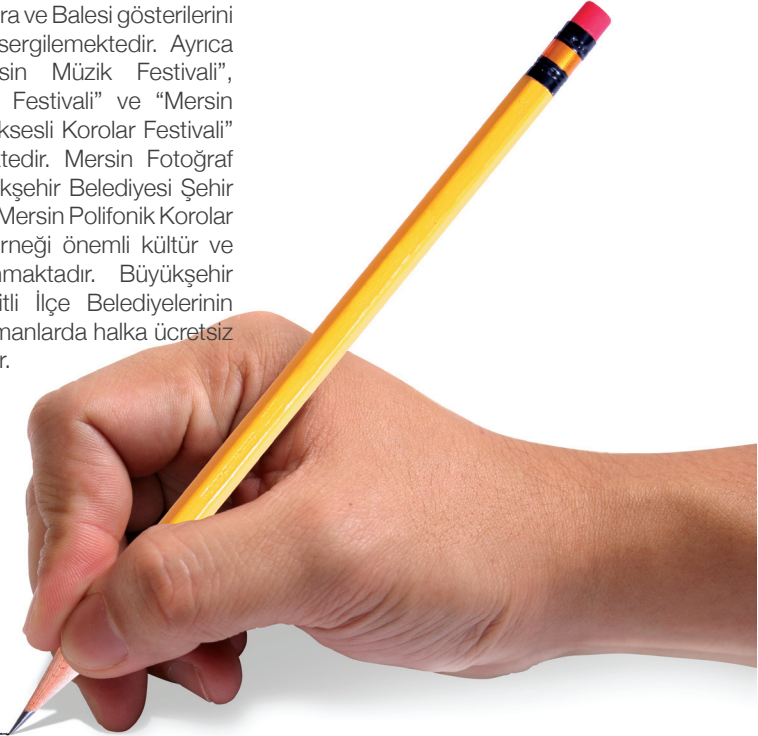 ra ve Balesi gösterilerini
sergilemektedir. Ayrıca
sin Müzik Festivali”,
Festivali” ve “Mersin
ksesli Korolar Festivali”
tedir. Mersin Fotoğraf
kşehir Belediyesi Şehir
Mersin Polifonik Korolar
rneği önemli kültür ve
maktadır. Büyükşehir
itli İlçe Belediyelerinin
manlarda halka ücretsiz
r.